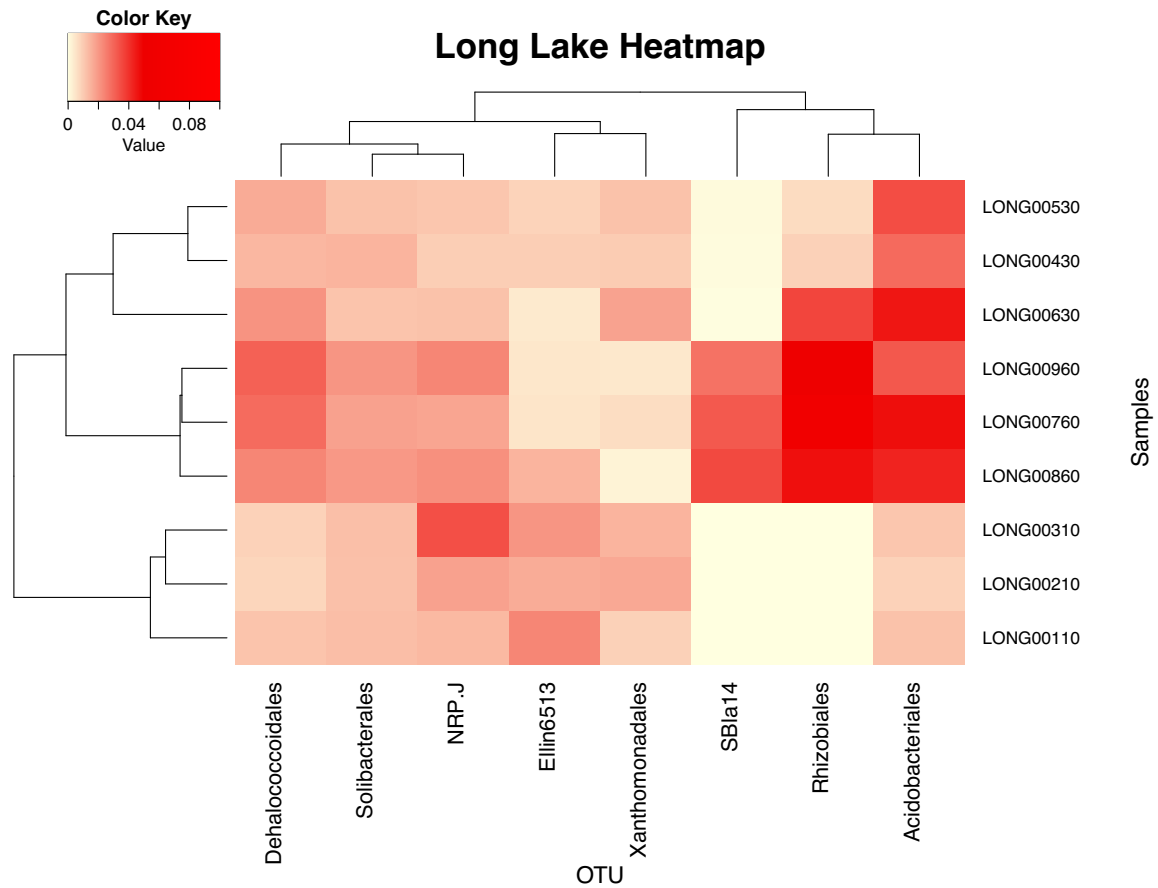 Color Key
0 0.04 0.08
Value
Long Lake Heatmap
LONG00530
LONG00430
LONG00630
LONG00960
LONG00760
LONG00860
LONG00310
LONG00210
LONG00110
Samples
Dehalococcoidales
Solibacterales
NRP.J
Ellin6513
Xanthomonadales
SBla14
Rhizobiales
Acidobacteriales
OTU